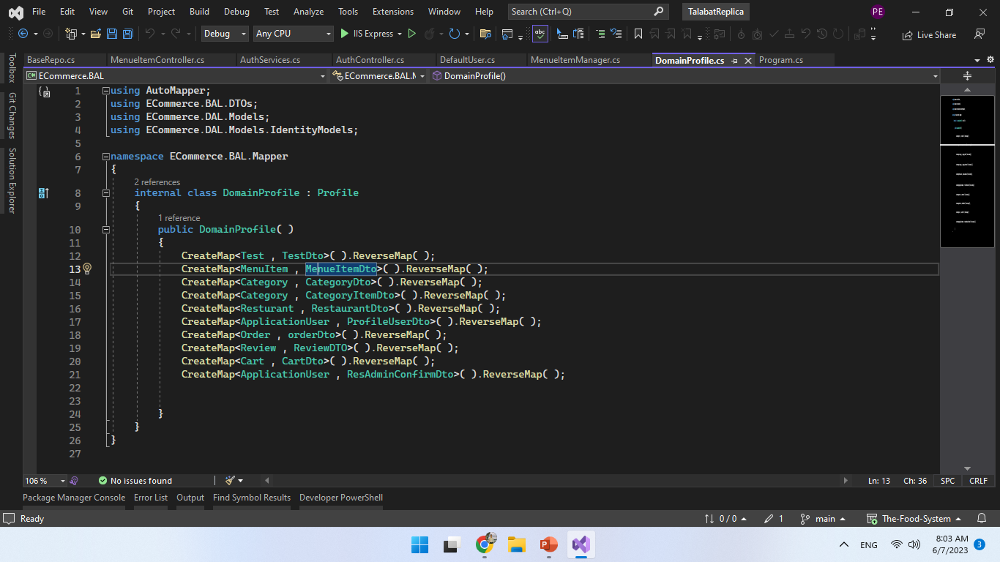 File Edit View Git Project Build Debug Test Analyze Tools Extensions Window Help Search (Ctrl+Q) TalabatReplica PE
Debug Any CPU IIS Express abc Live Share
BaseRepo.cs MenueItemController.cs AuthServices.cs AuthController.cs DefaultUser.cs MenueItemManager.cs DomainProfile.cs Program.cs
ECommerce.BAL ECommerce.BAL.M DomainProfile()
Toolbox
Git Changes
Solution Explorer
1 using AutoMapper;
2 using ECommerce.BAL.DTOs;
3 using ECommerce.DAL.Models;
4 using ECommerce.DAL.Models.IdentityModels;
5
6 namespace ECommerce.BAL.Mapper
7 {
2 references
8 internal class DomainProfile : Profile
9 {
1 reference
10 public DomainProfile( )
11 {
12 CreateMap<Test , TestDto>( ).ReverseMap( );
13 CreateMap<MenuItem , MenueItemDto>( ).ReverseMap( );
14 CreateMap<Category , CategoryDto>( ).ReverseMap( );
15 CreateMap<Category , CategoryItemDto>( ).ReverseMap( );
16 CreateMap<Resturant , RestaurantDto>( ).ReverseMap( );
17 CreateMap<ApplicationUser , ProfileUserDto>( ).ReverseMap( );
18 CreateMap<Order , orderDto>( ).ReverseMap( );
19 CreateMap<Review , ReviewDTO>( ).ReverseMap( );
20 CreateMap<Cart , CartDto>( ).ReverseMap( );
21 CreateMap<ApplicationUser , ResAdminConfirmDto>( ).ReverseMap( );
22
23
24 }
25 }
26 }
27
106 % No issues found Ln: 13 Ch: 36 SPC CRLF
Package Manager Console Error List Output Find Symbol Results Developer PowerShell
Ready 0 / 0 1 main The-Food-System
ENG 8:03 AM
6/7/2023 3